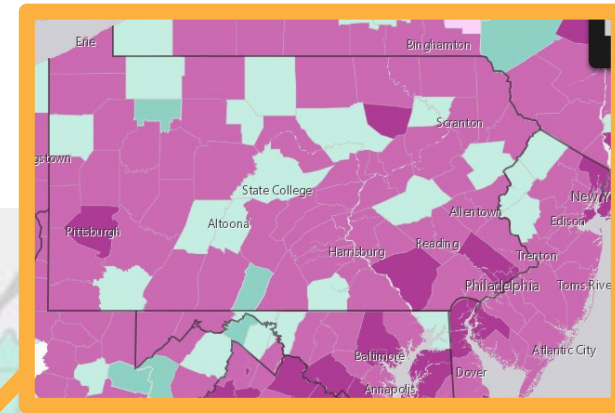 Erie
Binghamton
Scranton
gstown
State College
New Y
Pittsburgh
Altoona
Allentown
Edison
Harrisburg
Reading
Trenton
Philadelphia
Toms Rive
Baltimore
Atlantic City
Dover
Annapolis